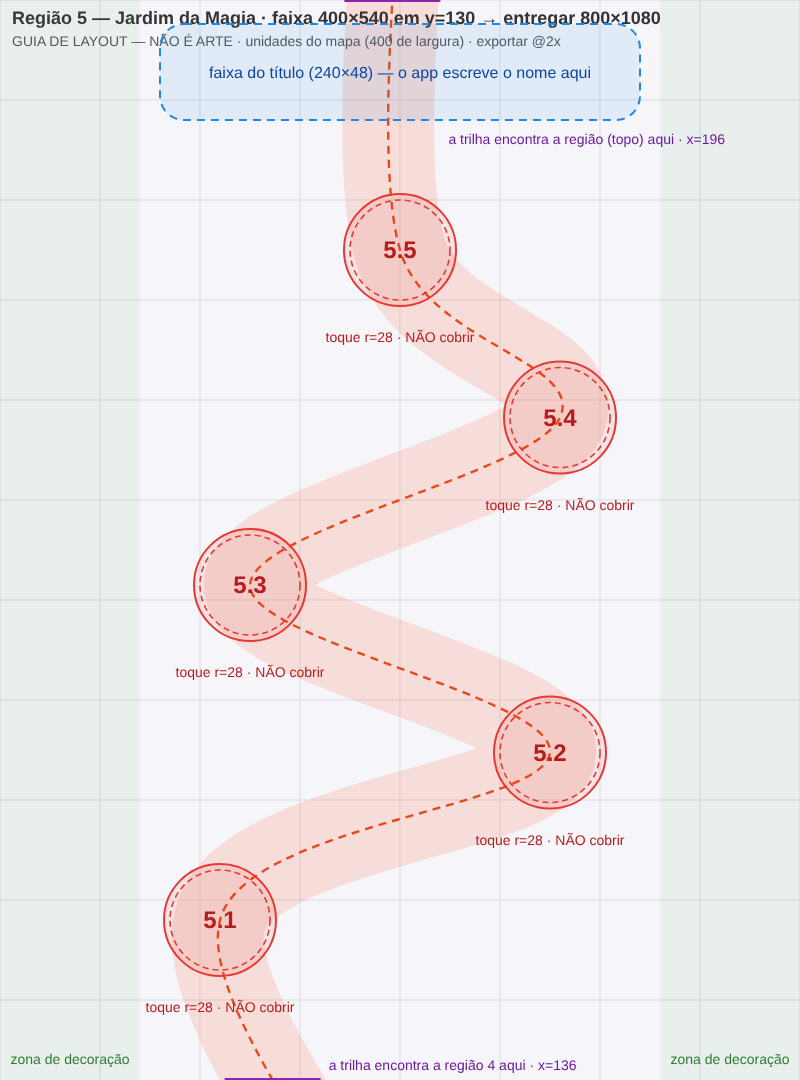 Região 5 — Jardim da Magia · faixa 400×540 em y=130 → entregar 800×1080
GUIA DE LAYOUT — NÃO É ARTE · unidades do mapa (400 de largura) · exportar @2x
faixa do título (240×48) — o app escreve o nome aqui
a trilha encontra a região (topo) aqui · x=196
5.5
toque r=28 · NÃO cobrir
5.4
toque r=28 · NÃO cobrir
5.3
toque r=28 · NÃO cobrir
5.2
toque r=28 · NÃO cobrir
5.1
toque r=28 · NÃO cobrir
zona de decoração
a trilha encontra a região 4 aqui · x=136
zona de decoração